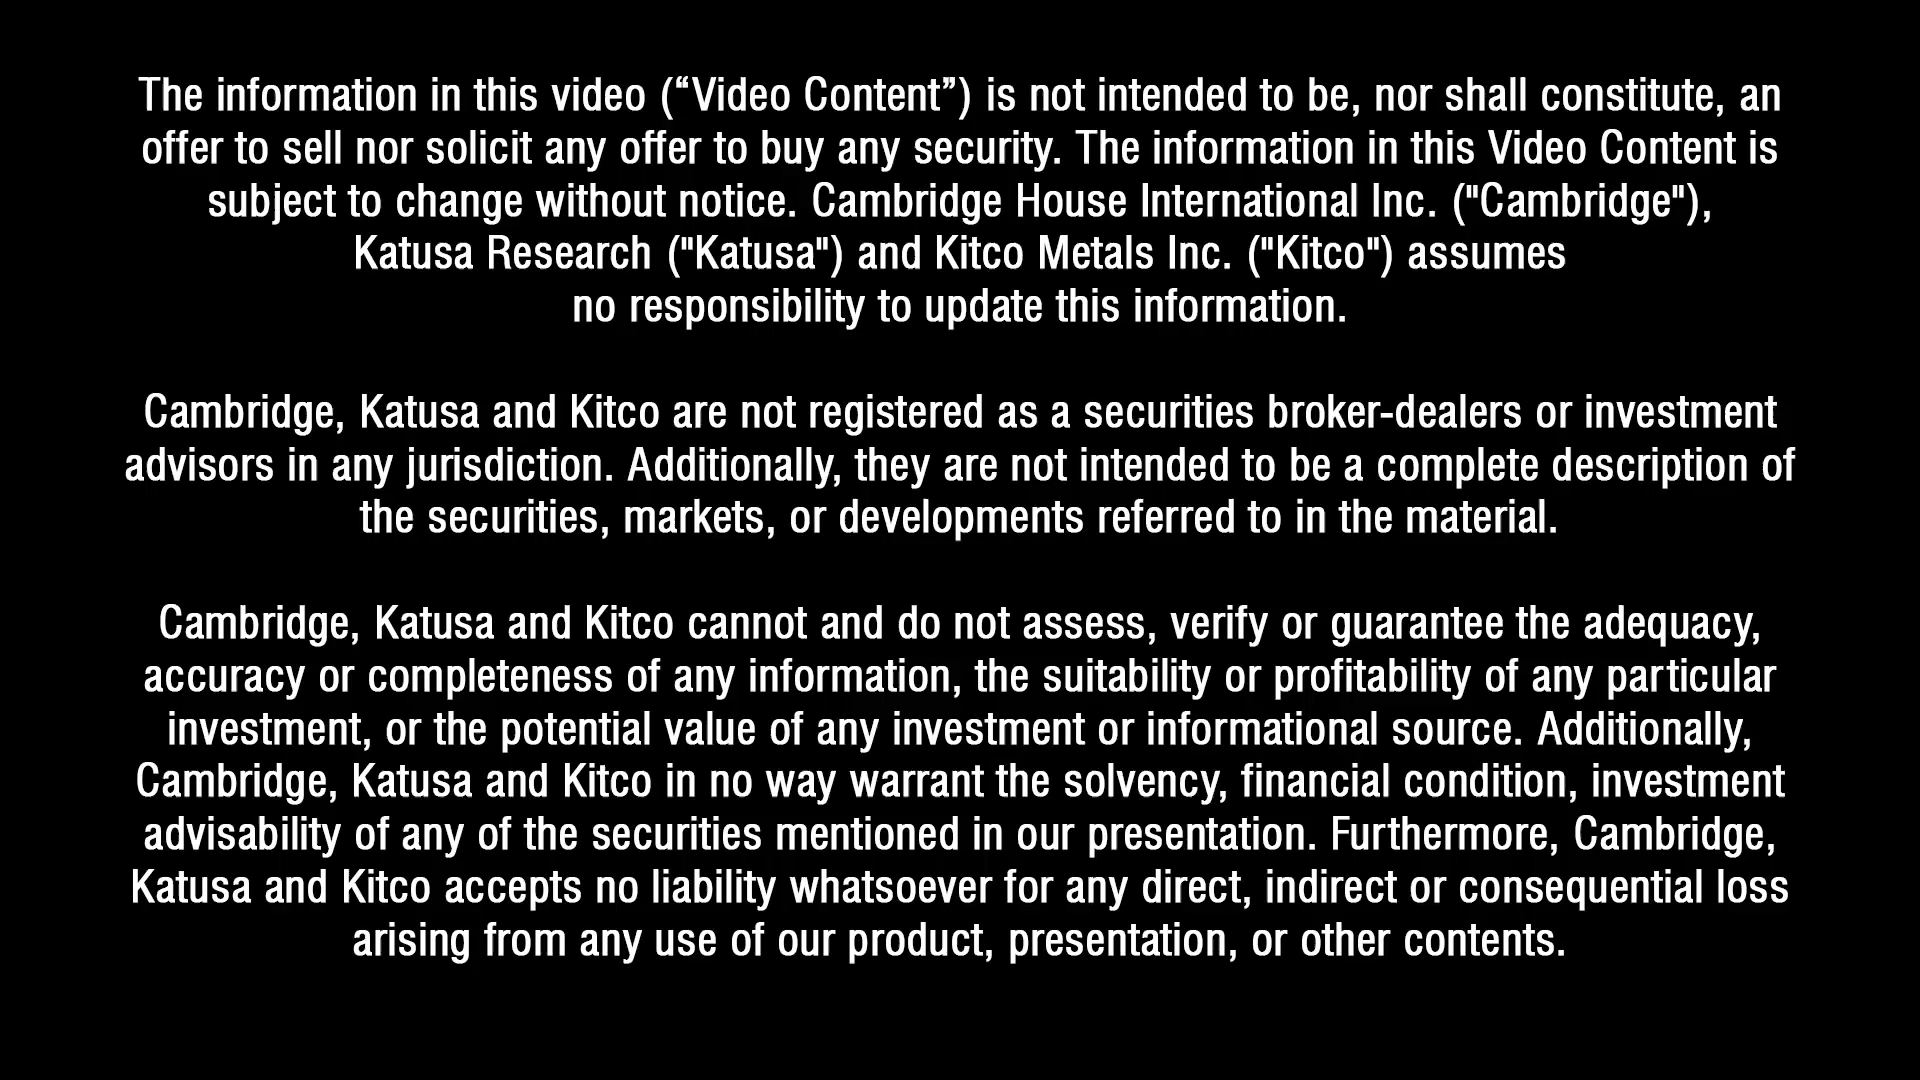 The information in this video (“Video Content”) is not intended to be, nor shall constitute, an
offer to sell nor solicit any offer to buy any security. The information in this Video Content is
subject to change without notice. Cambridge House International Inc. ("Cambridge"),
Katusa Research ("Katusa") and Kitco Metals Inc. ("Kitco") assumes
no responsibility to update this information.
Cambridge, Katusa and Kitco are not registered as a securities broker-dealers or investment
advisors in any jurisdiction. Additionally, they are not intended to be a complete description of
the securities, markets, or developments referred to in the material.
Cambridge, Katusa and Kitco cannot and do not assess, verify or guarantee the adequacy,
accuracy or completeness of any information, the suitability or profitability of any particular
investment, or the potential value of any investment or informational source. Additionally,
Cambridge, Katusa and Kitco in no way warrant the solvency, financial condition, investment
advisability of any of the securities mentioned in our presentation. Furthermore, Cambridge,
Katusa and Kitco accepts no liability whatsoever for any direct, indirect or consequential loss
arising from any use of our product, presentation, or other contents.